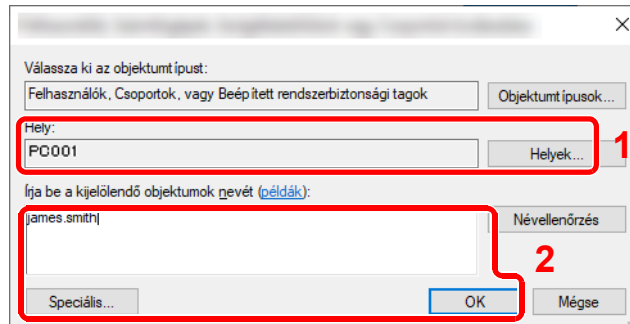 Válassza ki az objektumtípust:
Felhasználók, Csoportok, vagy Beépített rendszerbiztonsági tagok
Objektumtípusok...
Hely:
PC001
Helyek...
1
Írja be a kijelölendő objektumok nevét (példák):
james.smith
Névellenőrzés
2
Speciális...
OK
Mégse